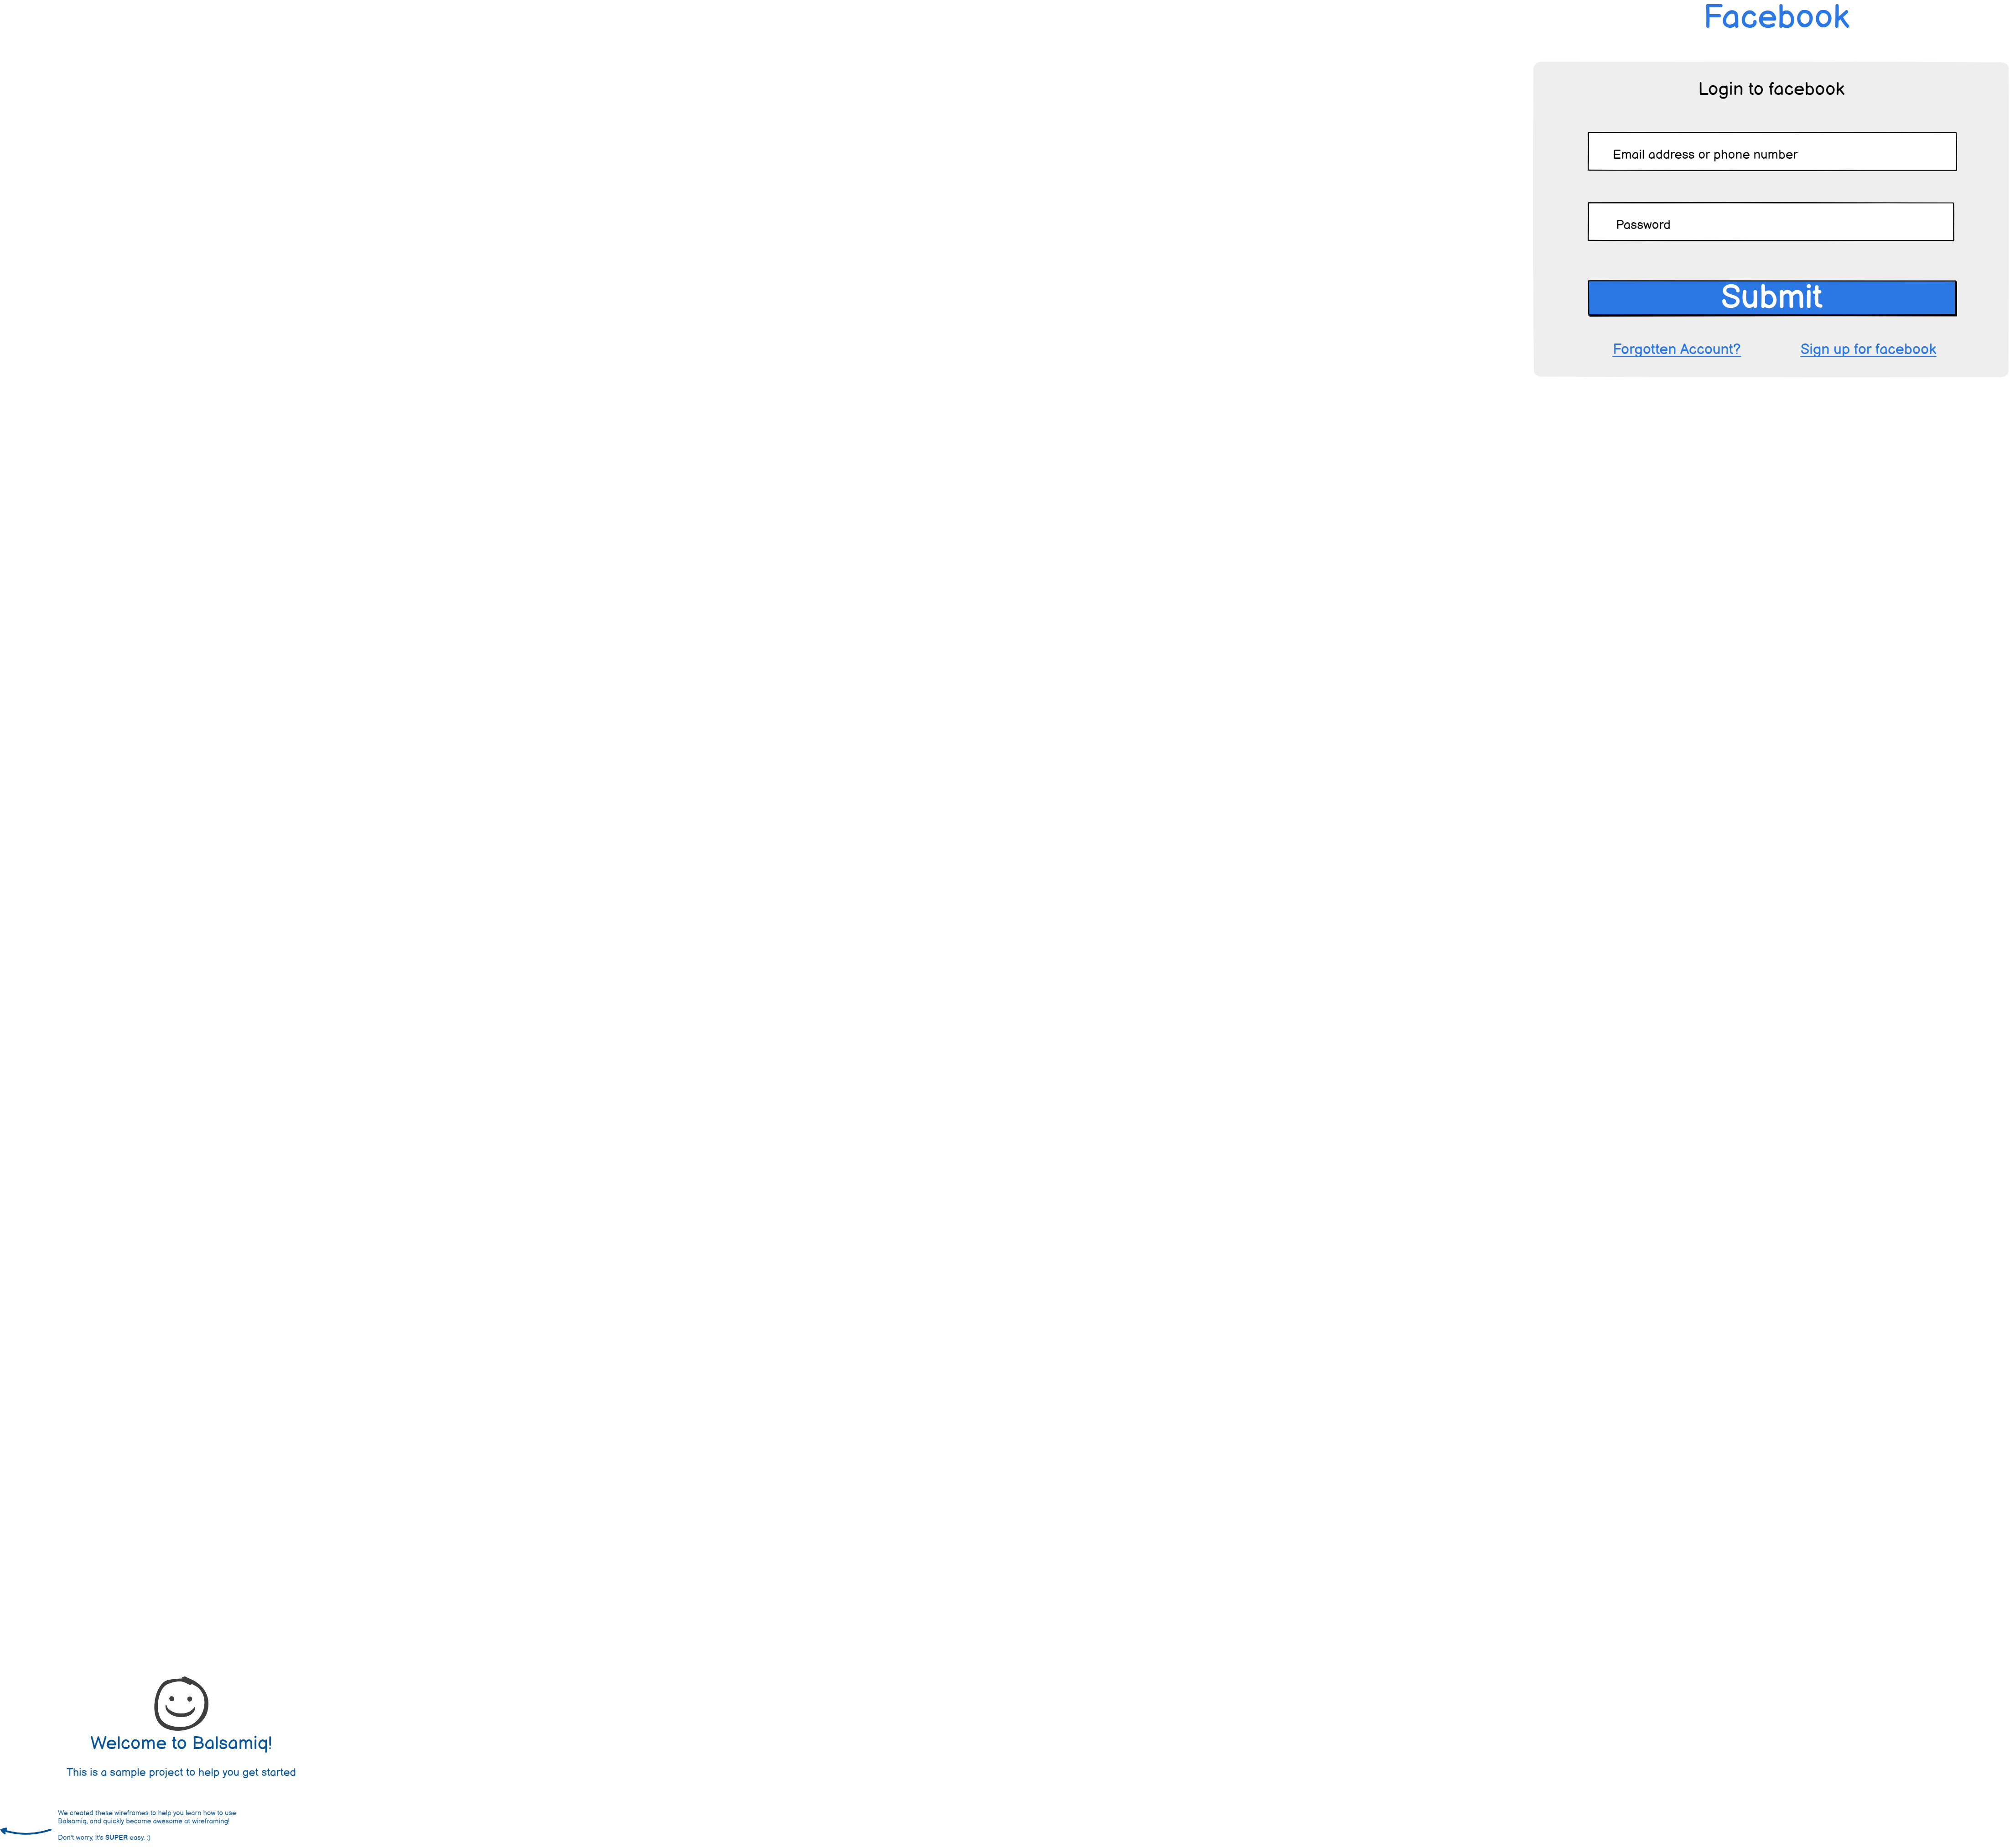 Facebook
Login to facebook
Email address or phone number
Password
Submit
Forgotten Account? Sign up for facebook
Welcome to Balsamiq!
This is a sample project to help you get started
We created these wireframes to help you learn how to use
Balsamiq, and quickly become awesome at wireframing!
Don't worry, it's SUPER easy. :)